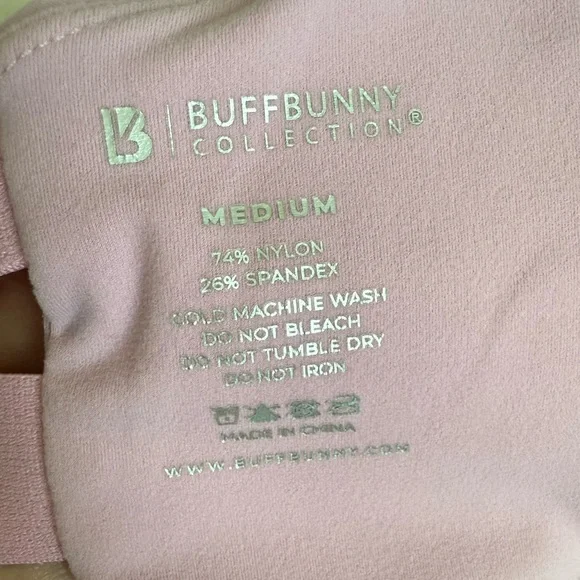 BUFFBUNNY
COLLECTION®
MEDIUM
74% NYLON
26% SPANDEX
COLD MACHINE WASH
DO NOT BLEACH
DO NOT TUMBLE DRY
DO NOT IRON
MADE IN CHINA
WWW.BUFFBUNNY.COM